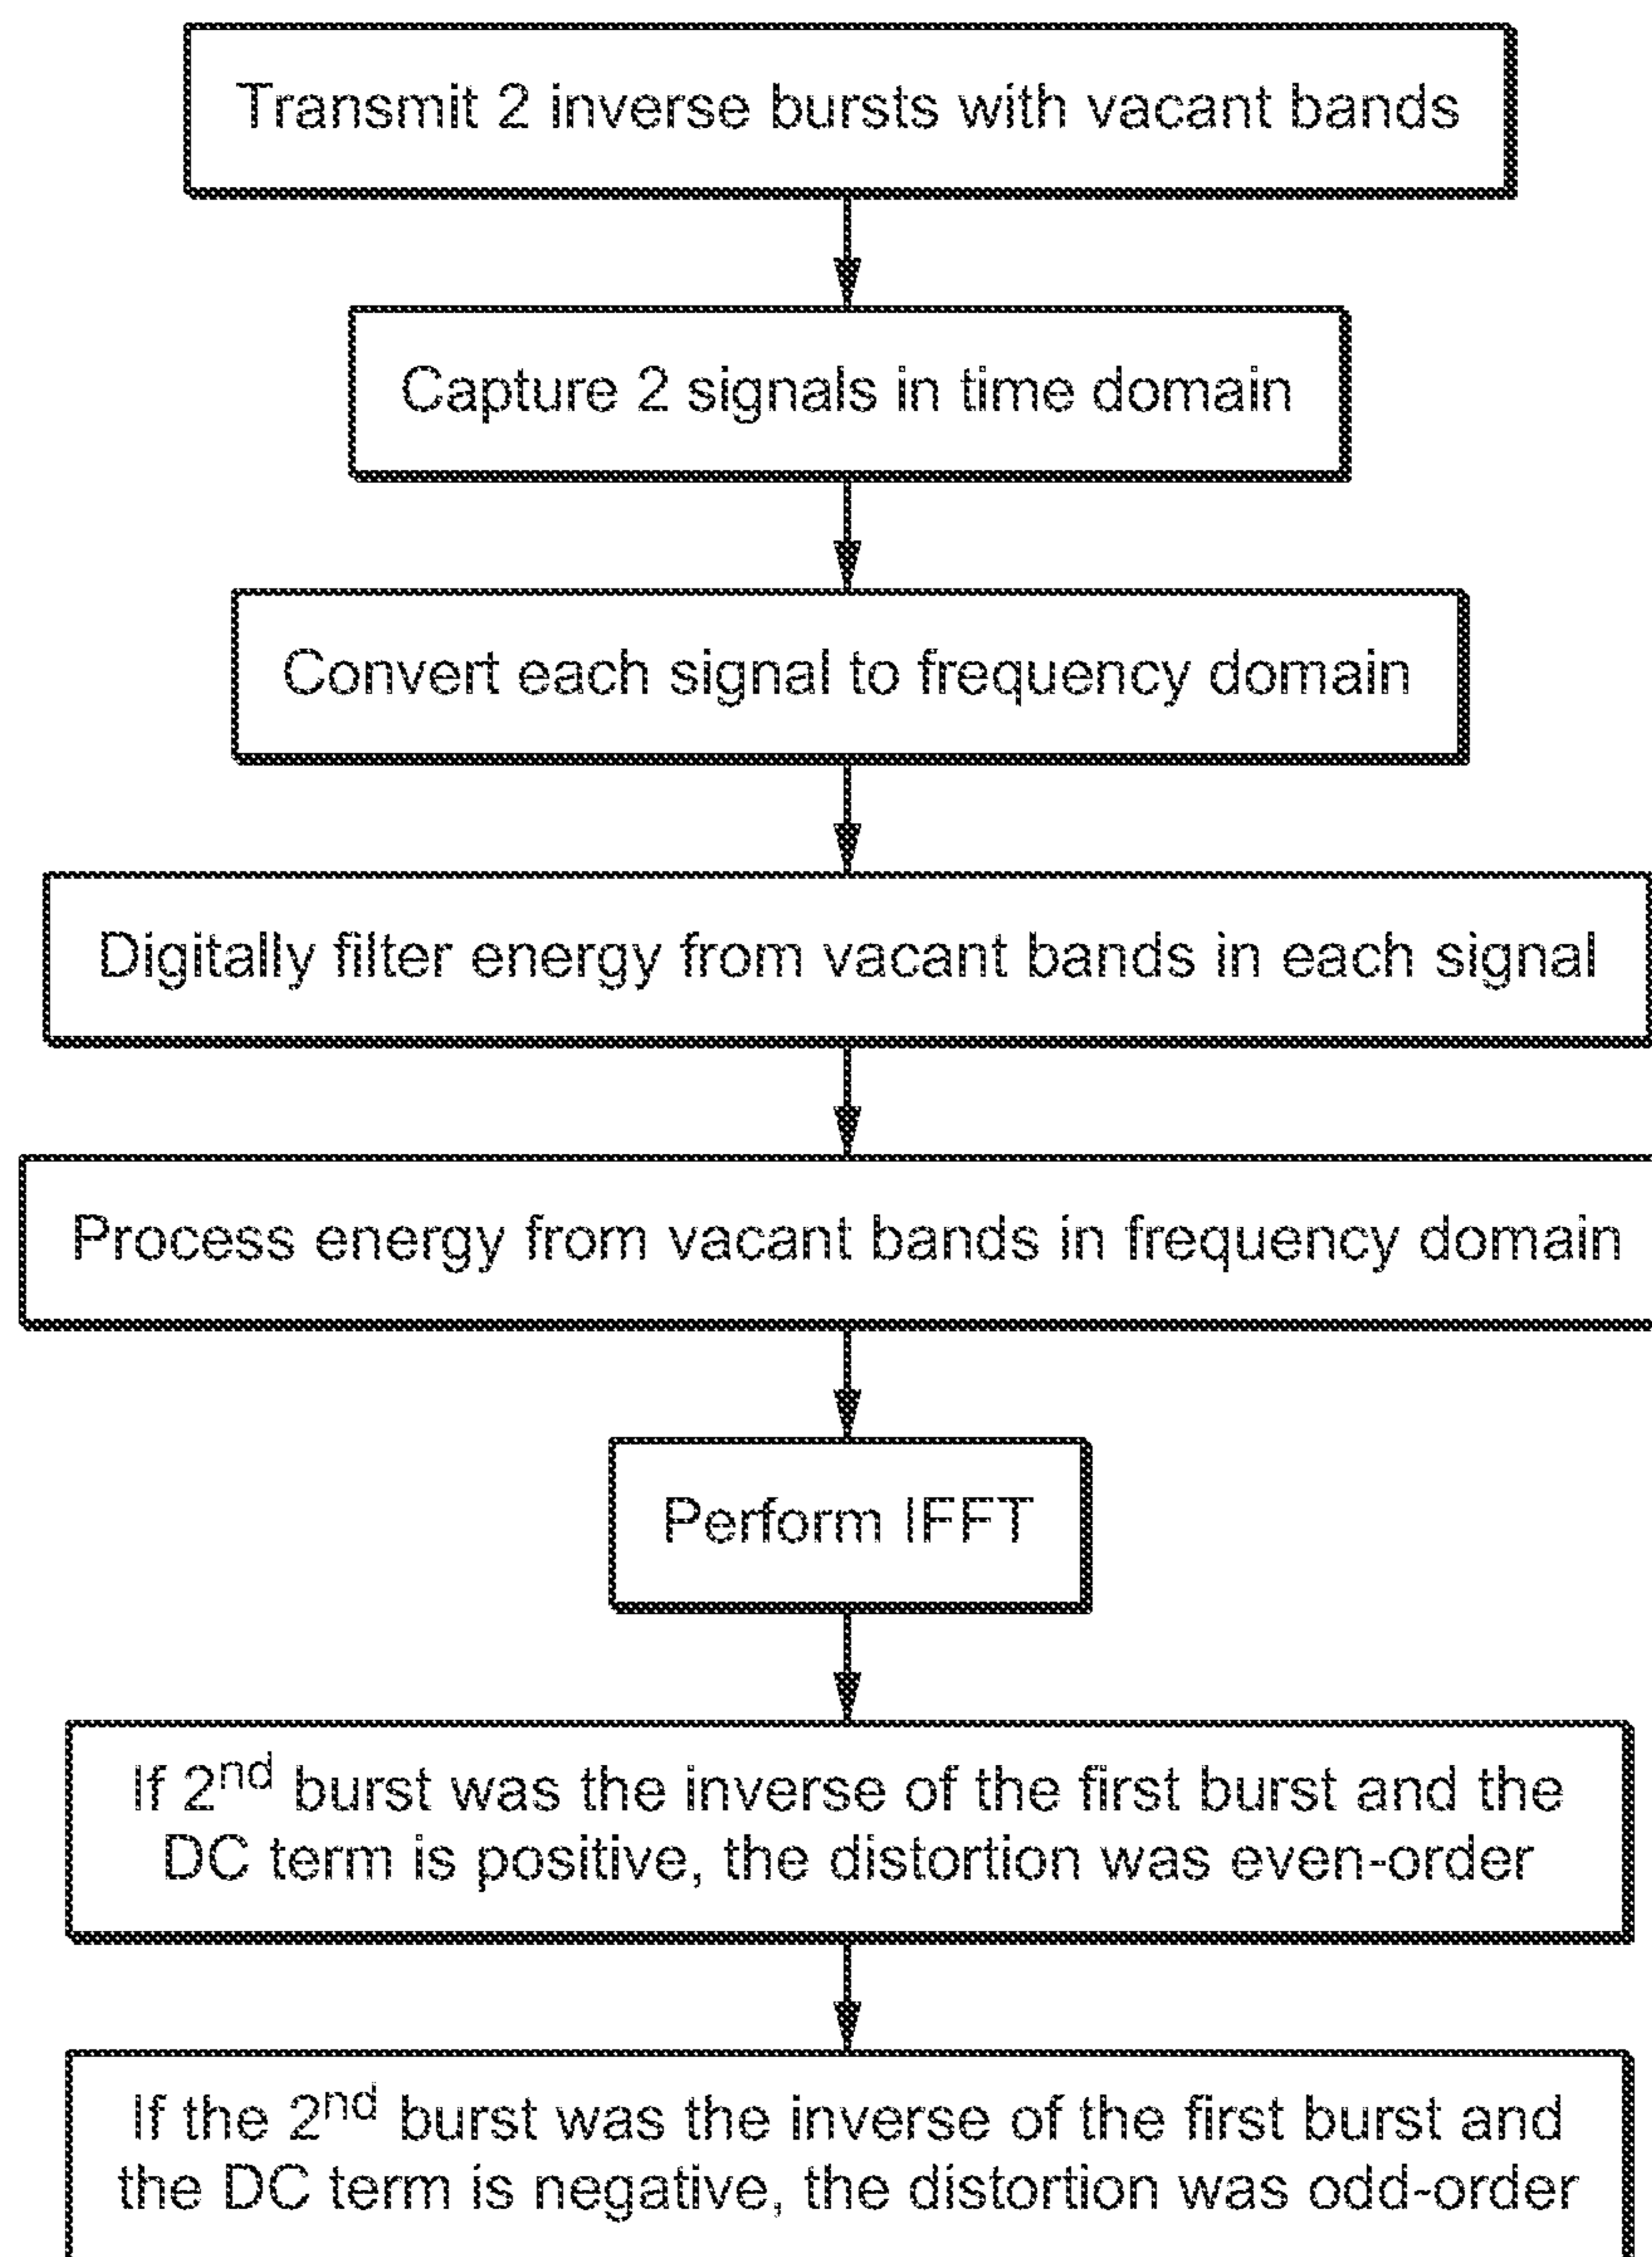 Transmit 2 inverse bursts with vacant bands
Capture 2 signals in time domain
Convert each signal to frequency domain
Digitally filter energy from vacant bands in each signal
Process energy from vacant bands in frequency domain
Perform IFFT
If 2nd burst was the inverse of the first burst and the
DC term is positive, the distortion was even-order
If the 2nd burst was the inverse of the first burst and
the DC term is negative, the distortion was odd-order